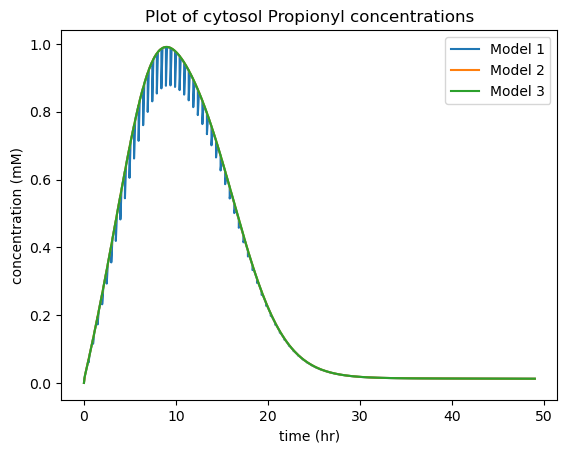 Plot of cytosol Propionyl concentrations
Model 1
Model 2
Model 3
concentration (mM)
1.0
0.8
0.6
0.4
0.2
0.0
0 10 20 30 40 50
time (hr)